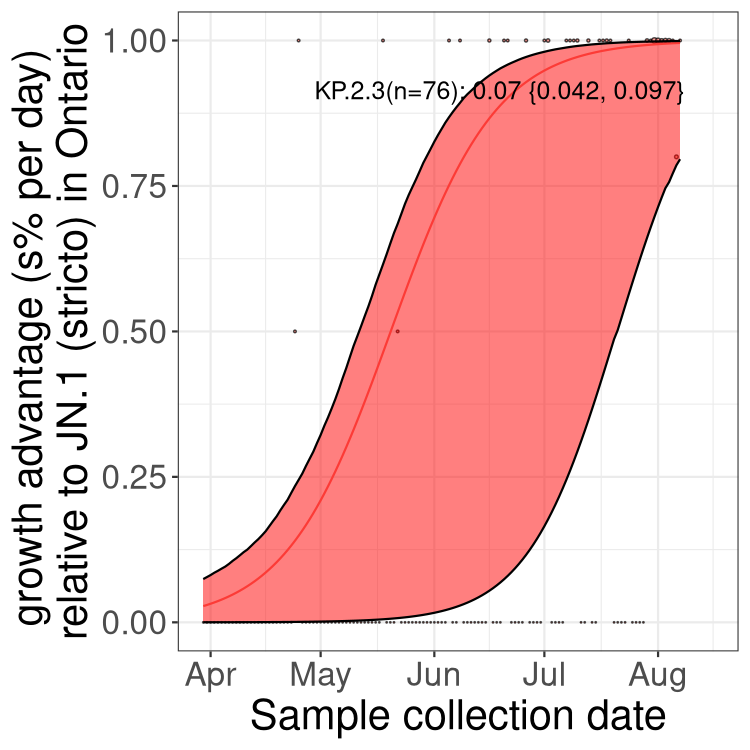 growth advantage (s% per day)
relative to JN.1 (stricto) in Ontario
1.00
0.75
0.50
0.25
0.00
KP.2.3(n=76): 0.07 {0.042, 0.097}
Apr May Jun Jul Aug
Sample collection date